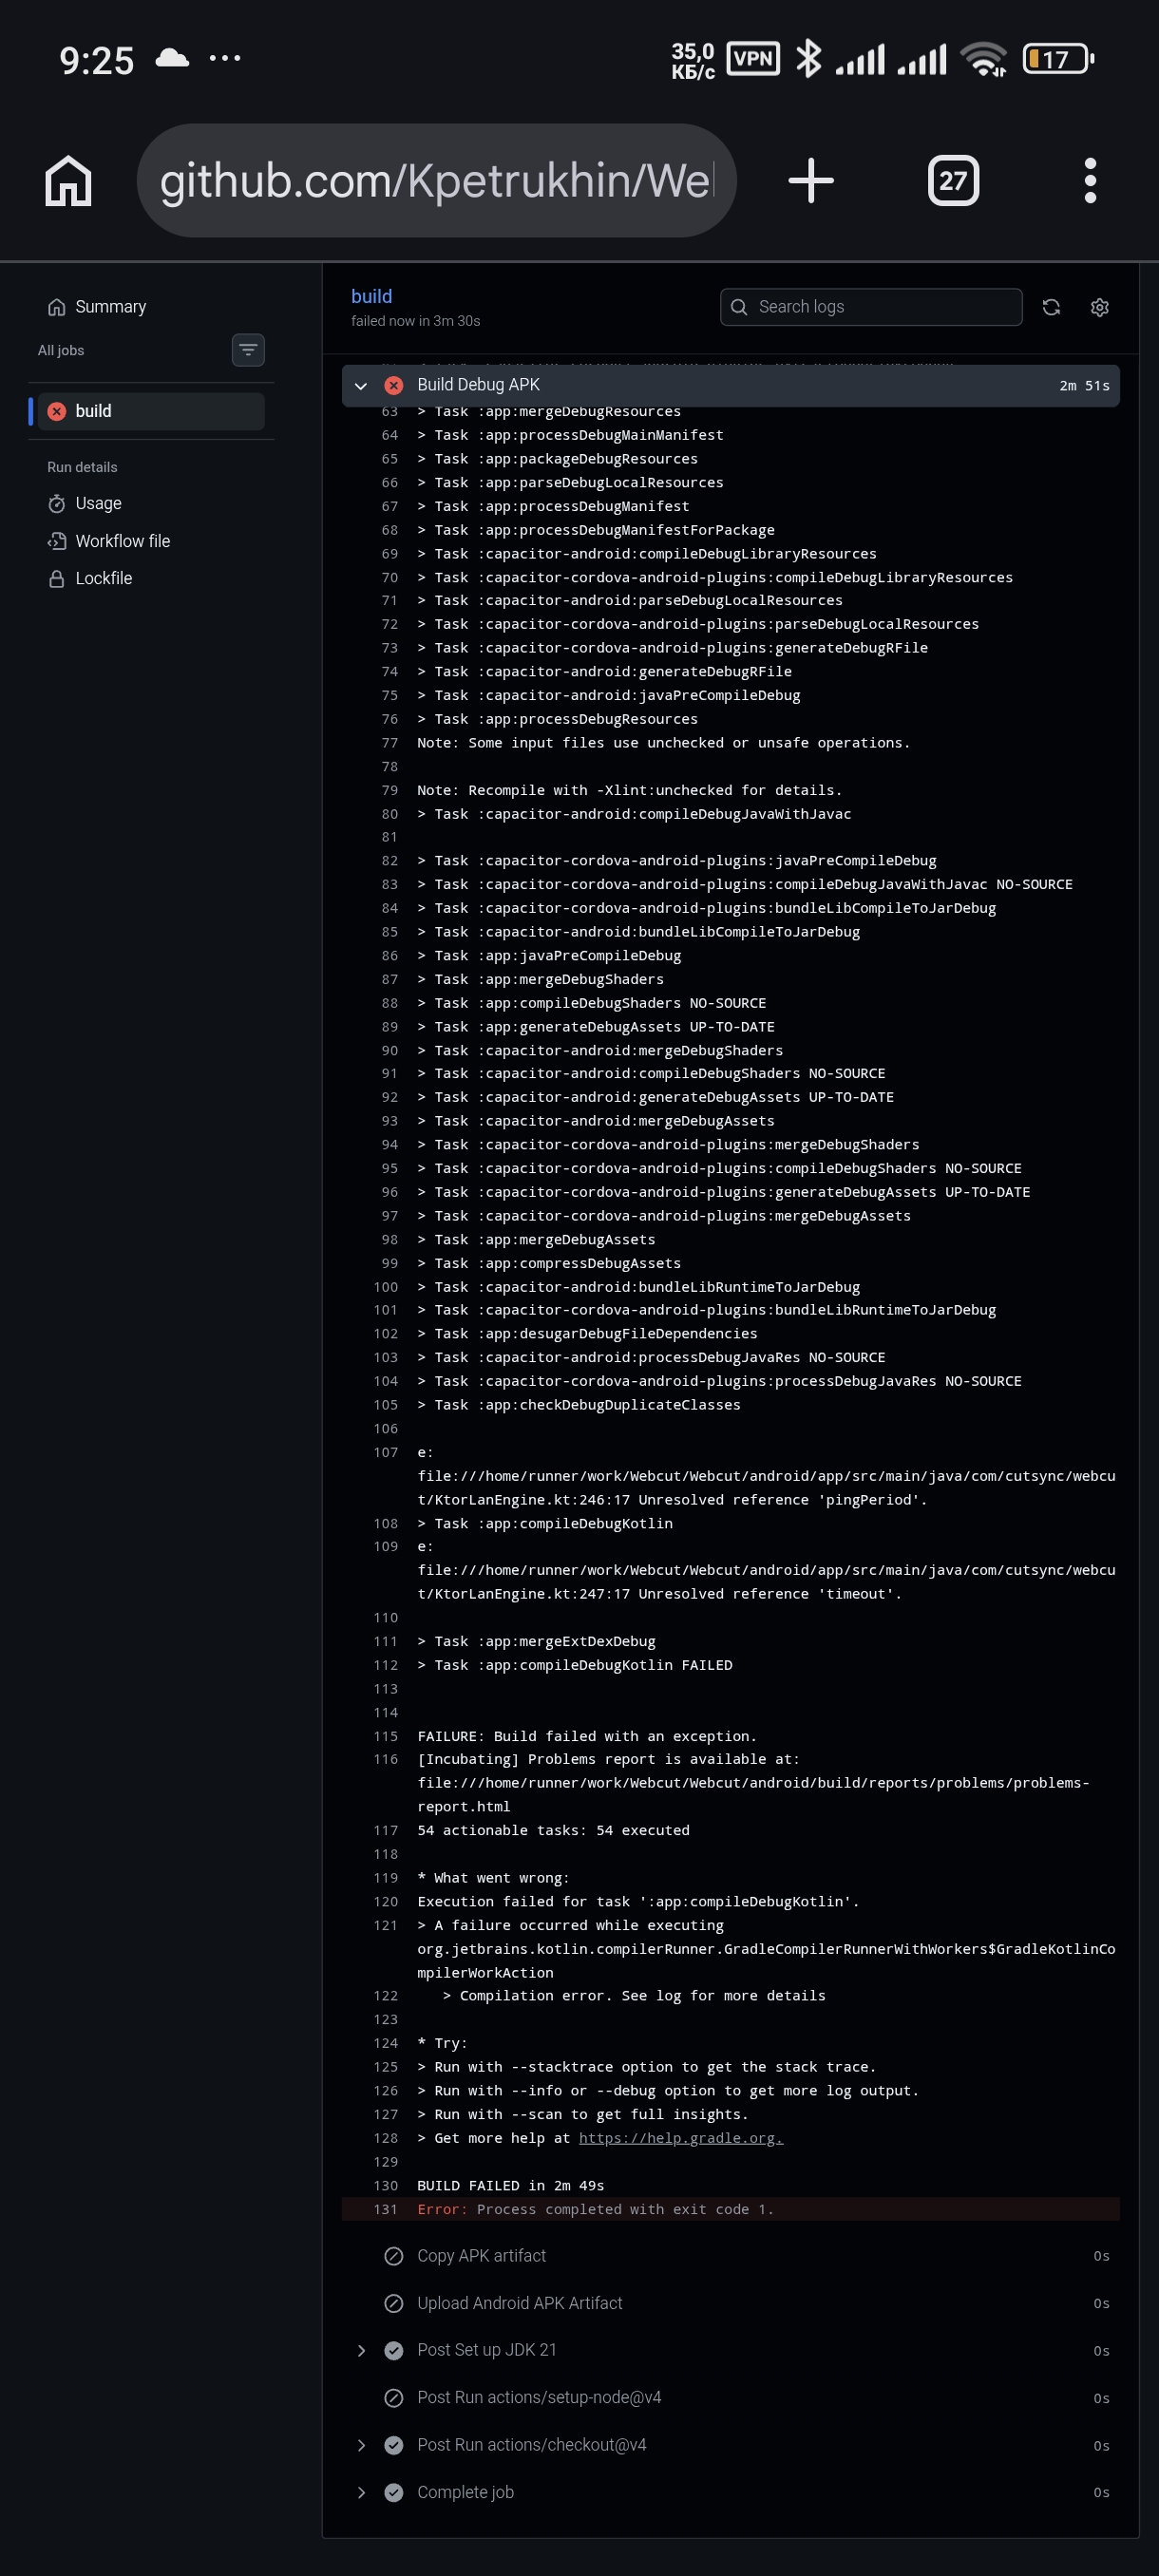 9:25 ...
35,0
КБ/с
VPN
17
github.com/Kpetrukhin/We
27
Summary
All jobs
build
Run details
Usage
Workflow file
Lockfile
build
failed now in 3m 30s
Search logs
Build Debug APK 2m 51s
63 > Task :app:mergeDebugResources
64 > Task :app:processDebugMainManifest
65 > Task :app:packageDebugResources
66 > Task :app:parseDebugLocalResources
67 > Task :app:processDebugManifest
68 > Task :app:processDebugManifestForPackage
69 > Task :capacitor-android:compileDebugLibraryResources
70 > Task :capacitor-cordova-android-plugins:compileDebugLibraryResources
71 > Task :capacitor-android:parseDebugLocalResources
72 > Task :capacitor-cordova-android-plugins:parseDebugLocalResources
73 > Task :capacitor-cordova-android-plugins:generateDebugRFile
74 > Task :capacitor-android:generateDebugRFile
75 > Task :capacitor-android:javaPreCompileDebug
76 > Task :app:processDebugResources
77 Note: Some input files use unchecked or unsafe operations.
78
79 Note: Recompile with -Xlint:unchecked for details.
80 > Task :capacitor-android:compileDebugJavaWithJavac
81
82 > Task :capacitor-cordova-android-plugins:javaPreCompileDebug
83 > Task :capacitor-cordova-android-plugins:compileDebugJavaWithJavac NO-SOURCE
84 > Task :capacitor-cordova-android-plugins:bundleLibCompileToJarDebug
85 > Task :capacitor-android:bundleLibCompileToJarDebug
86 > Task :app:javaPreCompileDebug
87 > Task :app:mergeDebugShaders
88 > Task :app:compileDebugShaders NO-SOURCE
89 > Task :app:generateDebugAssets UP-TO-DATE
90 > Task :capacitor-android:mergeDebugShaders
91 > Task :capacitor-android:compileDebugShaders NO-SOURCE
92 > Task :capacitor-android:generateDebugAssets UP-TO-DATE
93 > Task :capacitor-android:mergeDebugAssets
94 > Task :capacitor-cordova-android-plugins:mergeDebugShaders
95 > Task :capacitor-cordova-android-plugins:compileDebugShaders NO-SOURCE
96 > Task :capacitor-cordova-android-plugins:generateDebugAssets UP-TO-DATE
97 > Task :capacitor-cordova-android-plugins:mergeDebugAssets
98 > Task :app:mergeDebugAssets
99 > Task :app:compressDebugAssets
100 > Task :capacitor-android:bundleLibRuntimeToJarDebug
101 > Task :capacitor-cordova-android-plugins:bundleLibRuntimeToJarDebug
102 > Task :app:desugarDebugFileDependencies
103 > Task :capacitor-android:processDebugJavaRes NO-SOURCE
104 > Task :capacitor-cordova-android-plugins:processDebugJavaRes NO-SOURCE
105 > Task :app:checkDebugDuplicateClasses
106
107 e:
file:///home/runner/work/Webcut/Webcut/android/app/src/main/java/com/cutsync/webcu
t/KtorLanEngine.kt:246:17 Unresolved reference 'pingPeriod'.
108 > Task :app:compileDebugKotlin
109 e:
file:///home/runner/work/Webcut/Webcut/android/app/src/main/java/com/cutsync/webcu
t/KtorLanEngine.kt:247:17 Unresolved reference 'timeout'.
110
111 > Task :app:mergeExtDexDebug
112 > Task :app:compileDebugKotlin FAILED
113
114
115 FAILURE: Build failed with an exception.
116 [Incubating] Problems report is available at:
file:///home/runner/work/Webcut/Webcut/android/build/reports/problems/problems-
report.html
117 54 actionable tasks: 54 executed
118
119 * What went wrong:
120 Execution failed for task ':app:compileDebugKotlin'.
121 > A failure occurred while executing
org.jetbrains.kotlin.compilerRunner.GradleCompilerRunnerWithWorkers$GradleKotlinCo
mpilerWorkAction
122 > Compilation error. See log for more details
123
124 * Try:
125 > Run with --stacktrace option to get the stack trace.
126 > Run with --info or --debug option to get more log output.
127 > Run with --scan to get full insights.
128 > Get more help at https://help.gradle.org.
129
130 BUILD FAILED in 2m 49s
131 Error: Process completed with exit code 1.
Copy APK artifact 0s
Upload Android APK Artifact 0s
Post Set up JDK 21 0s
Post Run actions/setup-node@v4 0s
Post Run actions/checkout@v4 0s
Complete job 0s